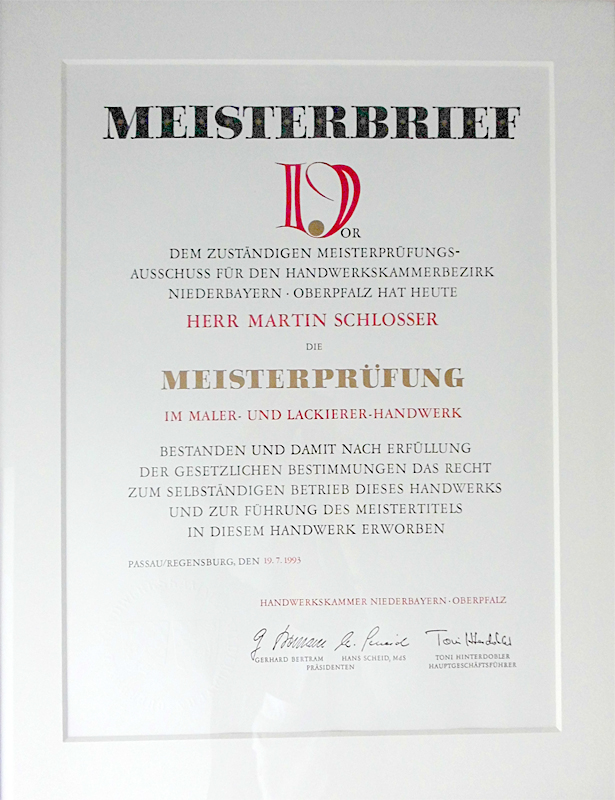 MEISTERBRIEF
VOR
DEM ZUSTÄNDIGEN MEISTERPRÜFUNGS-
AUSSCHUSS FÜR DEN HANDWERKSKAMMERBEZIRK
NIEDERBAYERN · OBERPFALZ HAT HEUTE
HERR MARTIN SCHLOSSER
DIE
MEISTERPRÜFUNG
IM MALER- UND LACKIERER-HANDWERK
BESTANDEN UND DAMIT NACH ERFÜLLUNG
DER GESETZLICHEN BESTIMMUNGEN DAS RECHT
ZUM SELBSTÄNDIGEN BETRIEB DIESES HANDWERKS
UND ZUR FÜHRUNG DES MEISTERTITELS
IN DIESEM HANDWERK ERWORBEN
PASSAU/REGENSBURG, DEN 19.7.1993
HANDWERKSKAMMER NIEDERBAYERN · OBERPFALZ
GERHARD BERTRAM HANS SCHEID, MdS TONI HINTERDOBLER
PRÄSIDENTEN HAUPTGESCHÄFTSFÜHRER